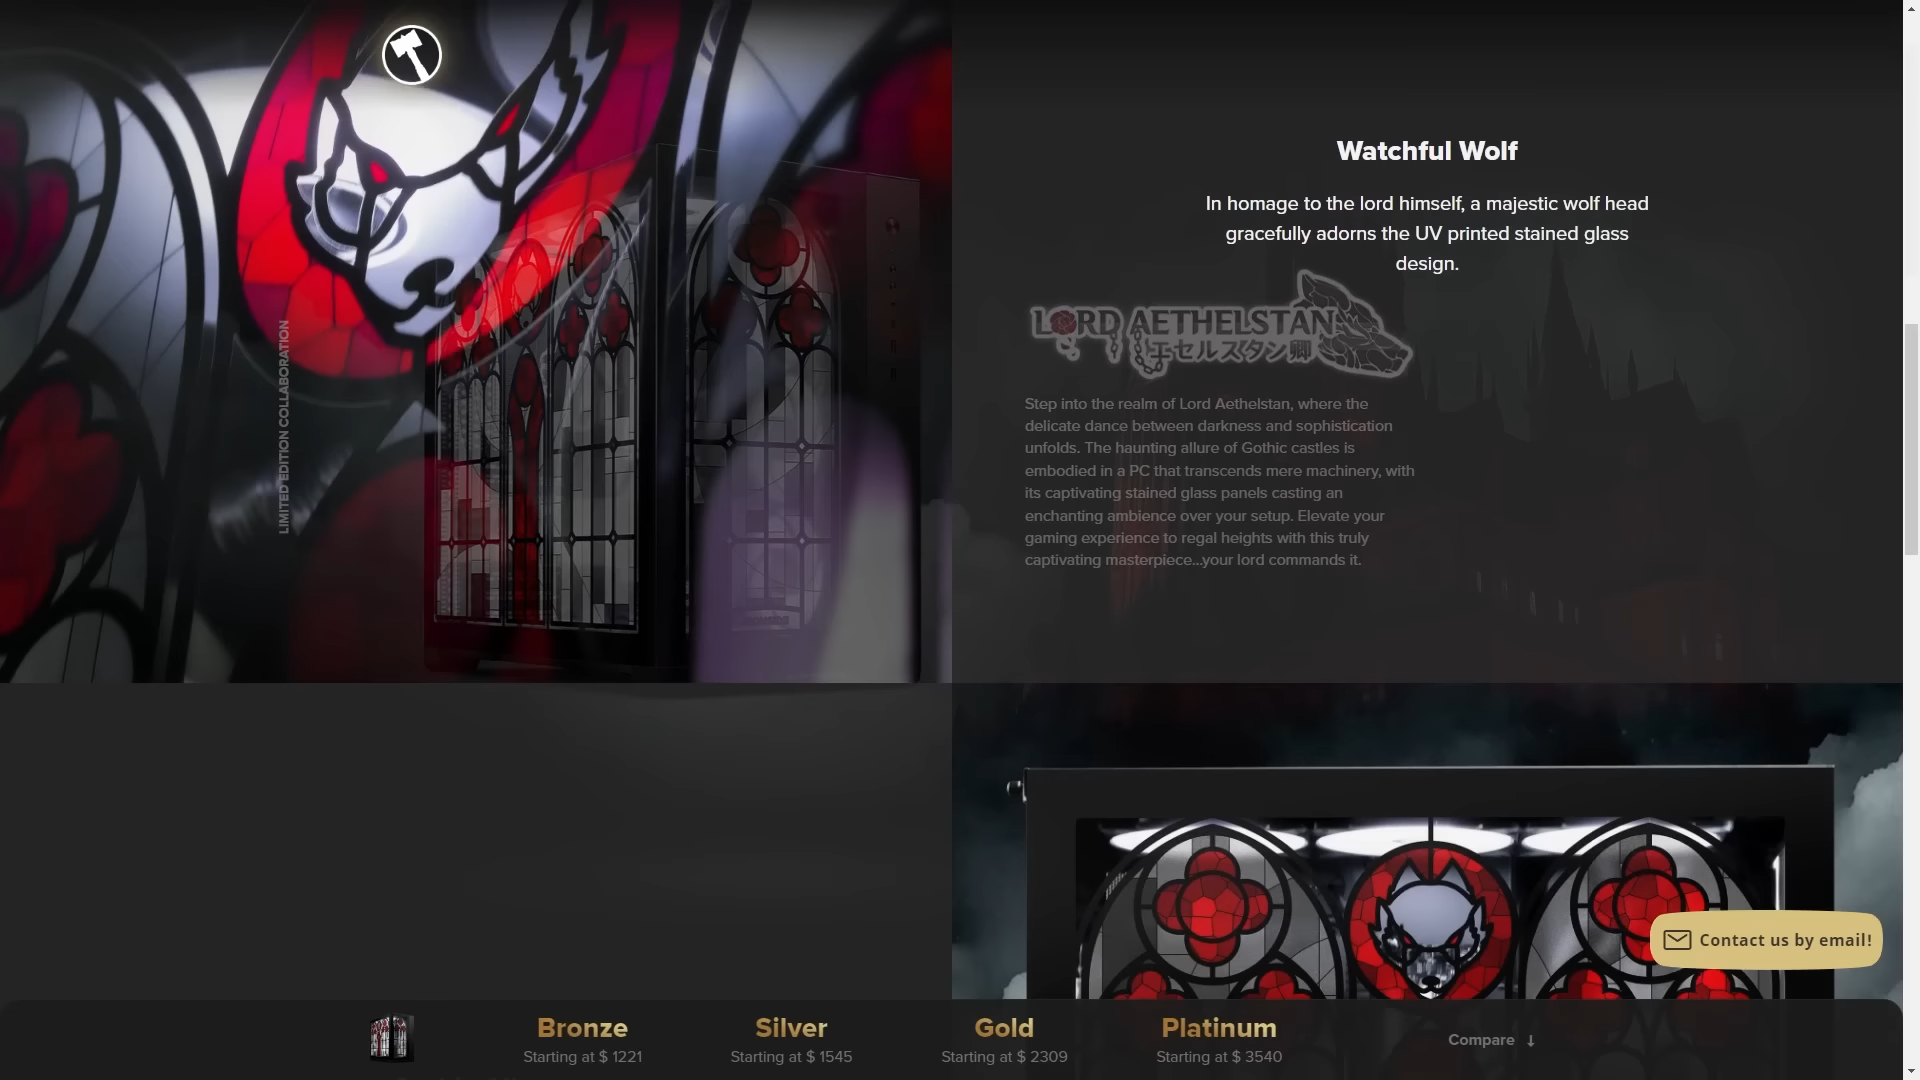 Watchful Wolf
In homage to the lord himself, a majestic wolf head
gracefully adorns the UV printed stained glass
design.
LIMITED EDITION COLLABORATION
LORD AETHELSTAN
エセルスタン卿
Step into the realm of Lord Aethelstan, where the
delicate dance between darkness and sophistication
unfolds. The haunting allure of Gothic castles is
embodied in a PC that transcends mere machinery, with
its captivating stained glass panels casting an
enchanting ambience over your setup. Elevate your
gaming experience to regal heights with this truly
captivating masterpiece...your lord commands it.
Contact us by email!
Bronze
Starting at $ 1221
Silver
Starting at $ 1545
Gold
Starting at $ 2309
Platinum
Starting at $ 3540
Compare ↓